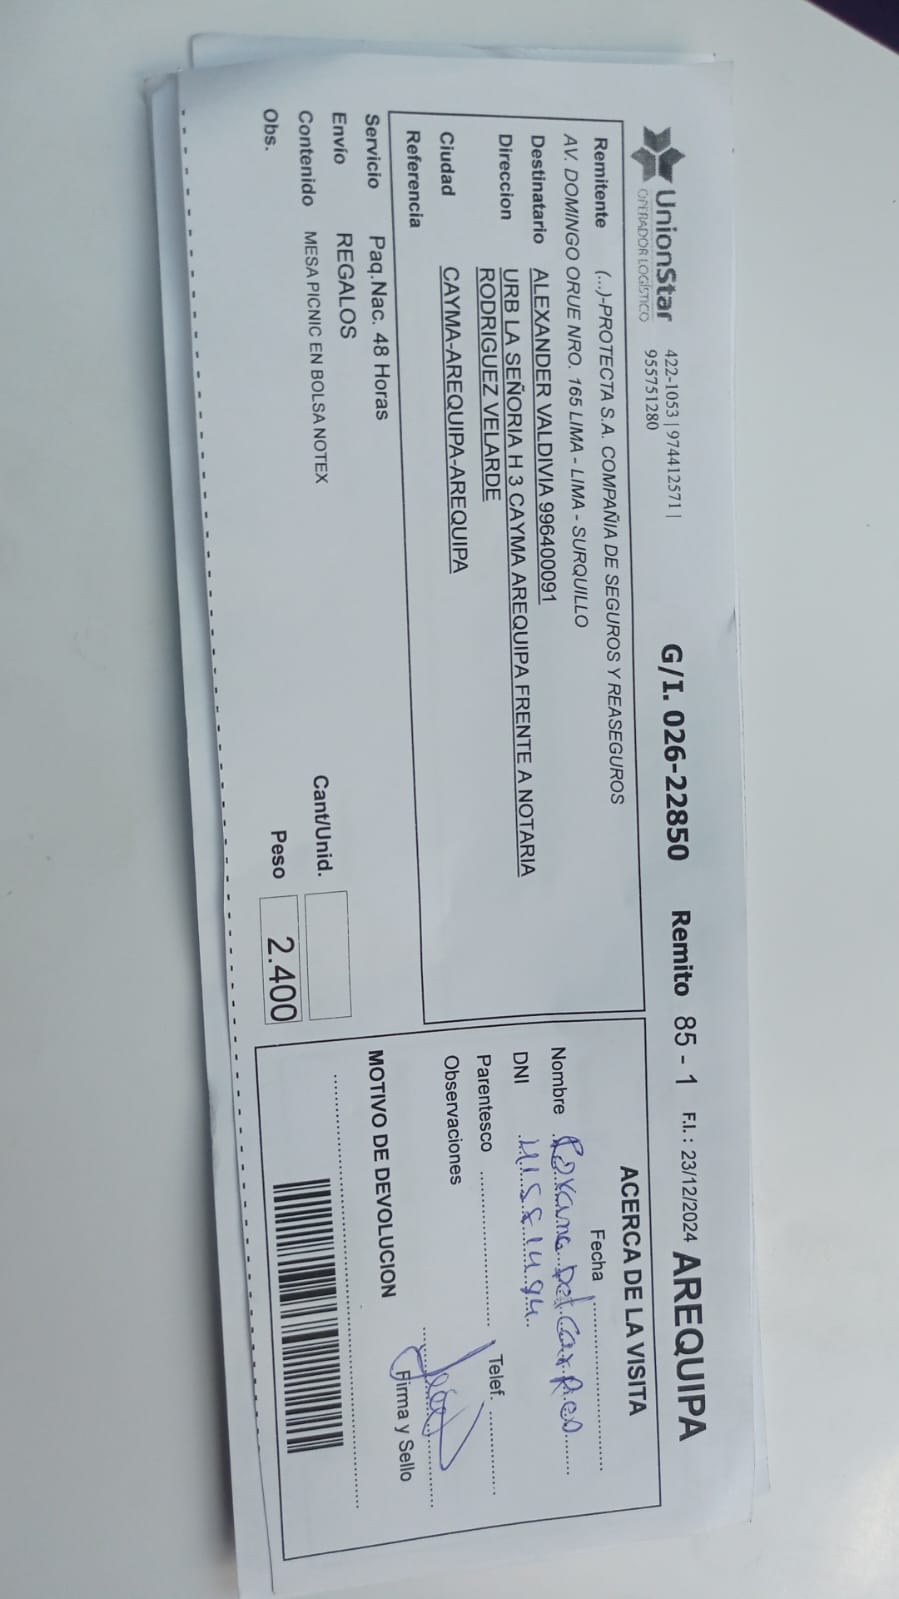 UnionStar
OPERADOR LOGÍSTICO
422-1053 | 974412571 |
955751280
G/I. 026-22850 Remito 85 - 1 F.I.: 23/12/2024 AREQUIPA
Remitente (...)-PROTECTA S.A. COMPAÑIA DE SEGUROS Y REASEGUROS
AV. DOMINGO ORUE NRO. 165 LIMA - LIMA - SURQUILLO
Destinatario ALEXANDER VALDIVIA 996400091
Direccion URB LA SEÑORIA H 3 CAYMA AREQUIPA FRENTE A NOTARIA
RODRIGUEZ VELARDE
Ciudad CAYMA-AREQUIPA-AREQUIPA
Referencia
Servicio Paq.Nac. 48 Horas
Envío REGALOS
Contenido MESA PICNIC EN BOLSA NOTEX
Obs.
Cant/Unid.
Peso 2.400
ACERCA DE LA VISITA
Fecha
Nombre Roxana Del Carpio
DNI
Parentesco Telef.
Observaciones
Firma y Sello
MOTIVO DE DEVOLUCION